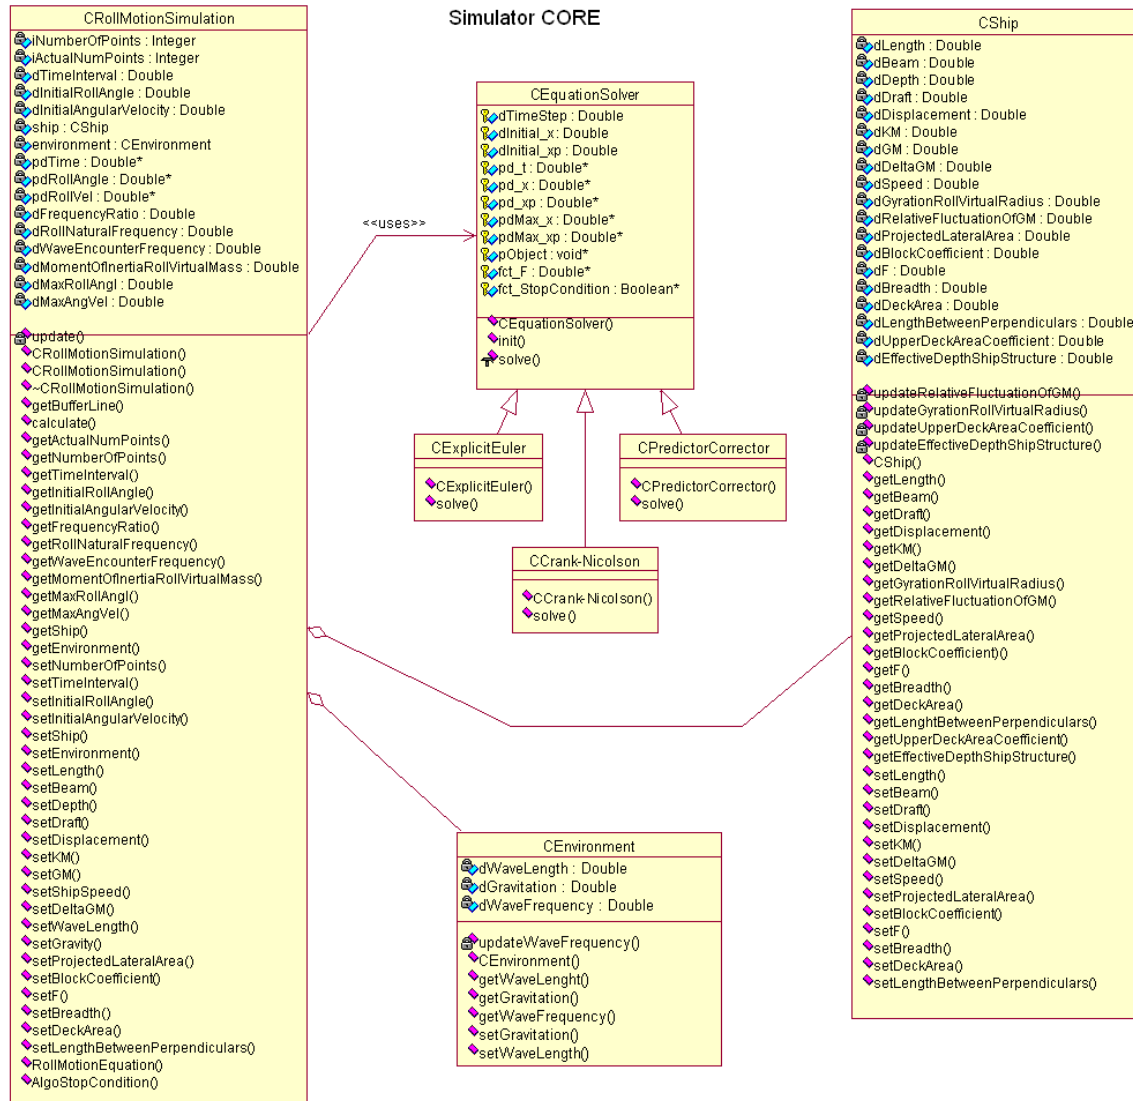 Simulator CORE
CRollMotionSimulation
iNumberOfPoints : Integer
iActualNumPoints : Integer
dTimeInterval : Double
dInitialRollAngle : Double
dInitialAngularVelocity : Double
ship : CShip
environment : CEnvironment
pdTime : Double*
pdRollAngle : Double*
pdRollVel : Double*
dFrequencyRatio : Double
dRollNaturalFrequency : Double
dWaveEncounterFrequency : Double
dMomentOfInertiaRollVirtualMass : Double
dMaxRollAngl : Double
dMaxAngVel : Double
update()
CRollMotionSimulation()
CRollMotionSimulation()
~CRollMotionSimulation()
getBufferLine()
calculate()
getActualNumPoints()
getNumberOfPoints()
getTimeInterval()
getInitialRollAngle()
getInitialAngularVelocity()
getFrequencyRatio()
getRollNaturalFrequency()
getWaveEncounterFrequency()
getMomentOfInertiaRollVirtualMass()
getMaxRollAngl()
getMaxAngVel()
getShip()
getEnvironment()
setNumberOfPoints()
setTimeInterval()
setInitialRollAngle()
setInitialAngularVelocity()
setShip()
setEnvironment()
setLength()
setBeam()
setDepth()
setDraft()
setDisplacement()
setKM()
setGM()
setShipSpeed()
setDeltaGM()
setWaveLength()
setGravity()
setProjectedLateralArea()
setBlockCoefficient()
setF()
setBreadth()
setDeckArea()
setLengthBetweenPerpendiculars()
RollMotionEquation()
AlgoStopCondition()
<<uses>>
CEquationSolver
dTimeStep : Double
dInitial_x : Double
dInitial_xp : Double
pd_t : Double*
pd_x : Double*
pd_xp : Double*
pdMax_x : Double*
pdMax_xp : Double*
pObject : void*
fct_F : Double*
fct_StopCondition : Boolean*
CEquationSolver()
init()
solve()
CExplicitEuler
CExplicitEuler()
solve()
CPredictorCorrector
CPredictorCorrector()
solve()
CCrank-Nicolson
CCrank-Nicolson()
solve()
CEnvironment
dWaveLength : Double
dGravitation : Double
dWaveFrequency : Double
updateWaveFrequency()
CEnvironment()
getWaveLenght()
getGravitation()
getWaveFrequency()
setGravitation()
setWaveLength()
CShip
dLength : Double
dBeam : Double
dDepth : Double
dDraft : Double
dDisplacement : Double
dKM : Double
dGM : Double
dDeltaGM : Double
dSpeed : Double
dGyrationRollVirtualRadius : Double
dRelativeFluctuationOfGM : Double
dProjectedLateralArea : Double
dBlockCoefficient : Double
dF : Double
dBreadth : Double
dDeckArea : Double
dLengthBetweenPerpendiculars : Double
dUpperDeckAreaCoefficient : Double
dEffectiveDepthShipStructure : Double
updateRelativeFluctuationOfGM()
updateGyrationRollVirtualRadius()
updateUpperDeckAreaCoefficient()
updateEffectiveDepthShipStructure()
CShip()
getLength()
getBeam()
getDraft()
getDisplacement()
getKM()
getDeltaGM()
getGyrationRollVirtualRadius()
getRelativeFluctuationOfGM()
getSpeed()
getProjectedLateralArea()
getBlockCoefficient)()
getF()
getBreadth()
getDeckArea()
getLenghtBetweenPerpendiculars()
getUpperDeckAreaCoefficient()
getEffectiveDepthShipStructure()
setLength()
setBeam()
setDraft()
setDisplacement()
setKM()
setDeltaGM()
setSpeed()
setProjectedLateralArea()
setBlockCoefficient()
setF()
setBreadth()
setDeckArea()
setLengthBetweenPerpendiculars()